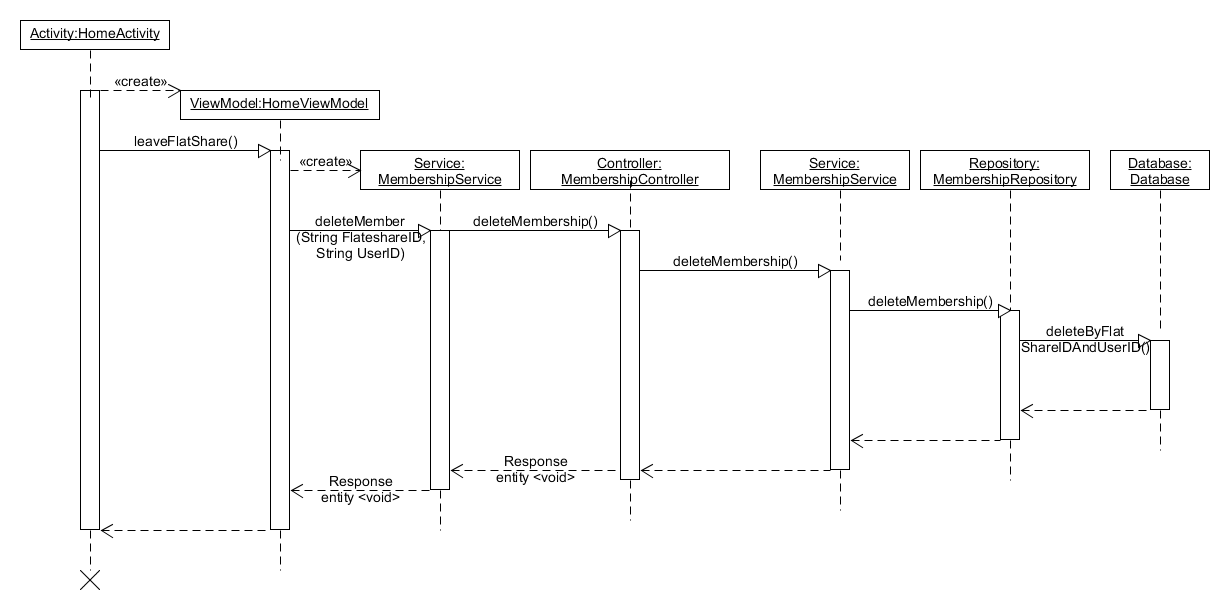 Activity:HomeActivity
«create»
ViewModel:HomeViewModel
leaveFlatShare()
«create»
Service:
MembershipService
Controller:
MembershipController
Service:
MembershipService
Repository:
MembershipRepository
Database:
Database
deleteMember
(String FlateshareID,
String UserID)
deleteMembership()
deleteMembership()
deleteMembership()
deleteByFlat
ShareIDAndUserID()
Response
entity <void>
Response
entity <void>